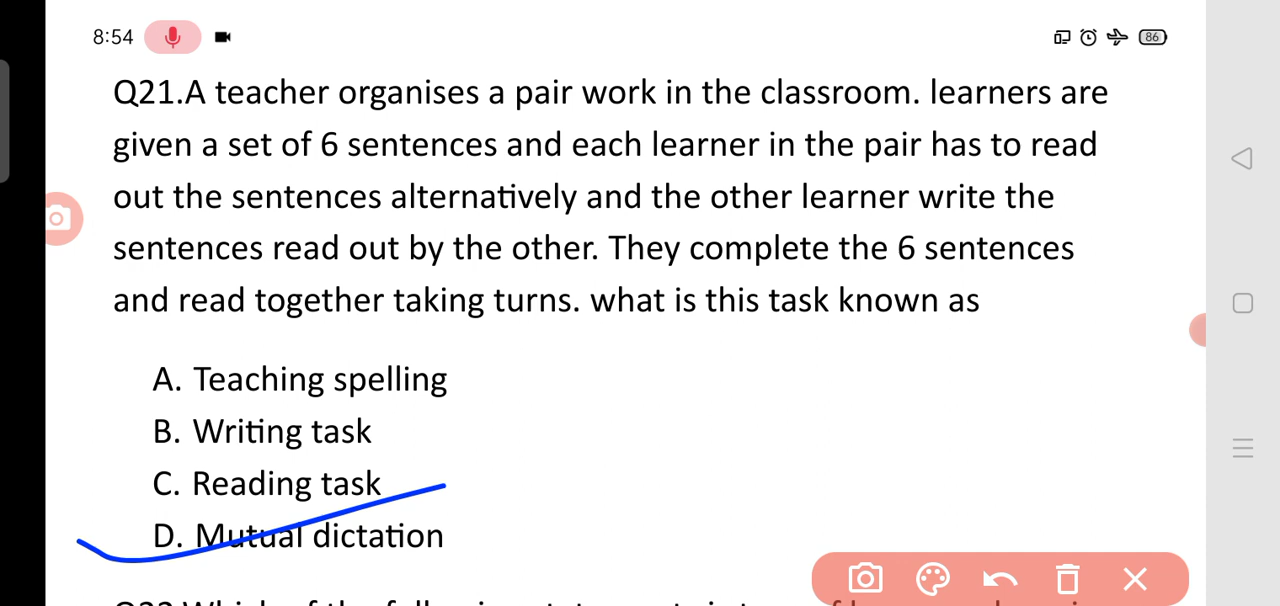 8:54
86
Q21.A teacher organises a pair work in the classroom. learners are
given a set of 6 sentences and each learner in the pair has to read
out the sentences alternatively and the other learner write the
sentences read out by the other. They complete the 6 sentences
and read together taking turns. what is this task known as
A. Teaching spelling
B. Writing task
C. Reading task
D. Mutual dictation